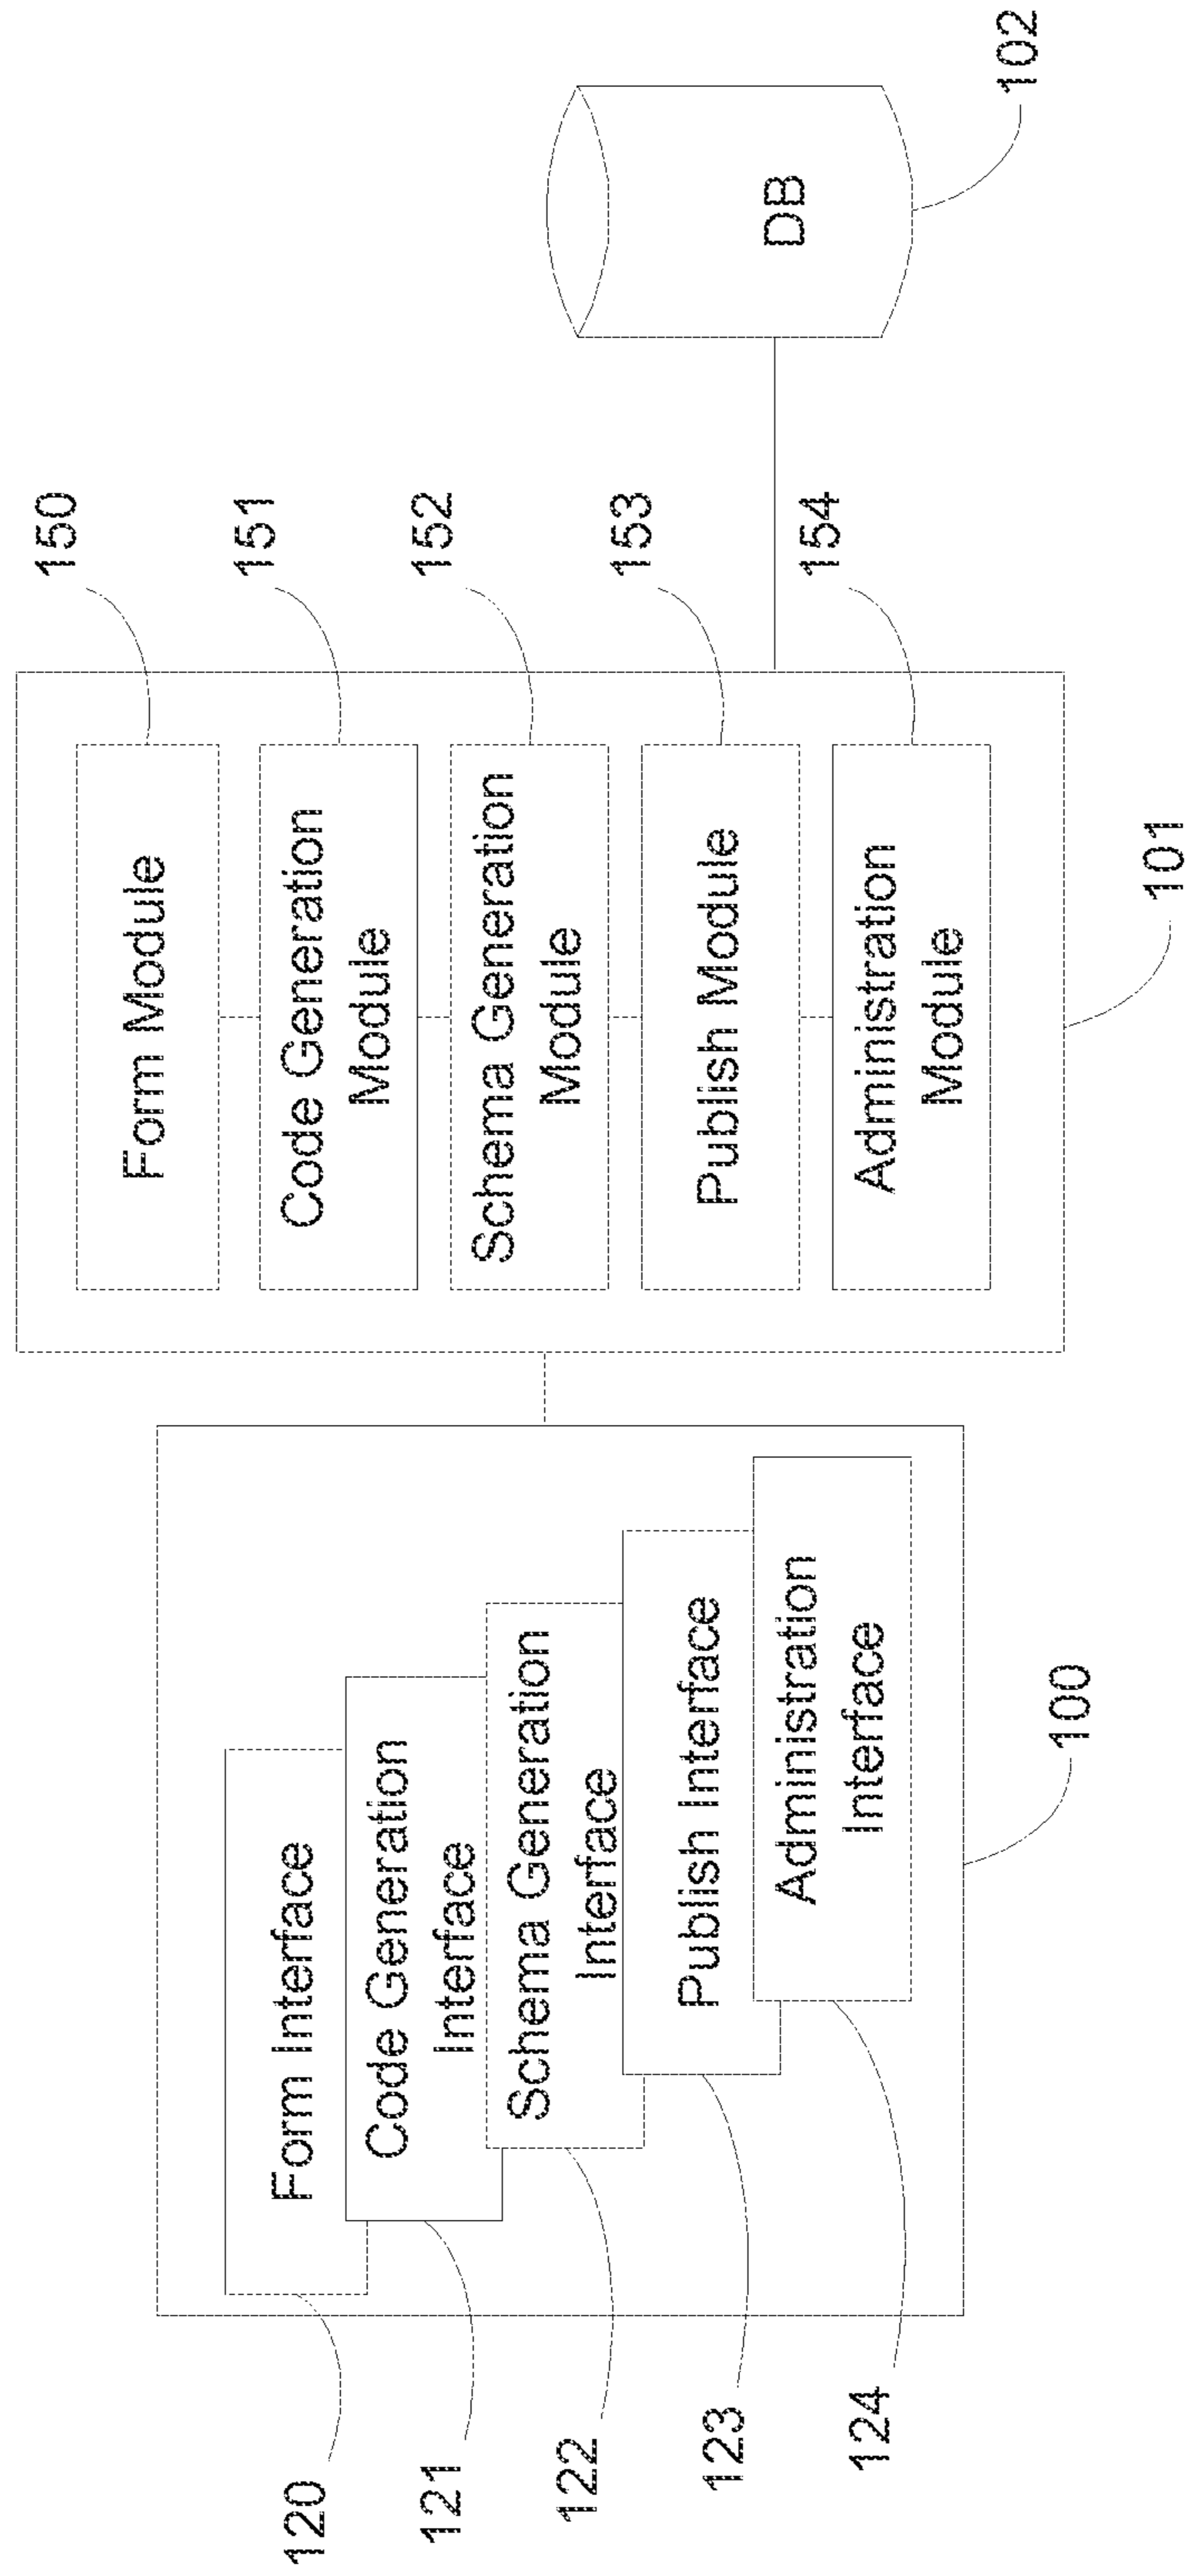 120
Form Interface
121
Code Generation
Interface
122
Schema Generation
Interface
123
Publish Interface
124
Administration
Interface
100
Form Module
150
Code Generation
Module
151
Schema Generation
Module
152
Publish Module
153
Administration
Module
154
101
DB
102